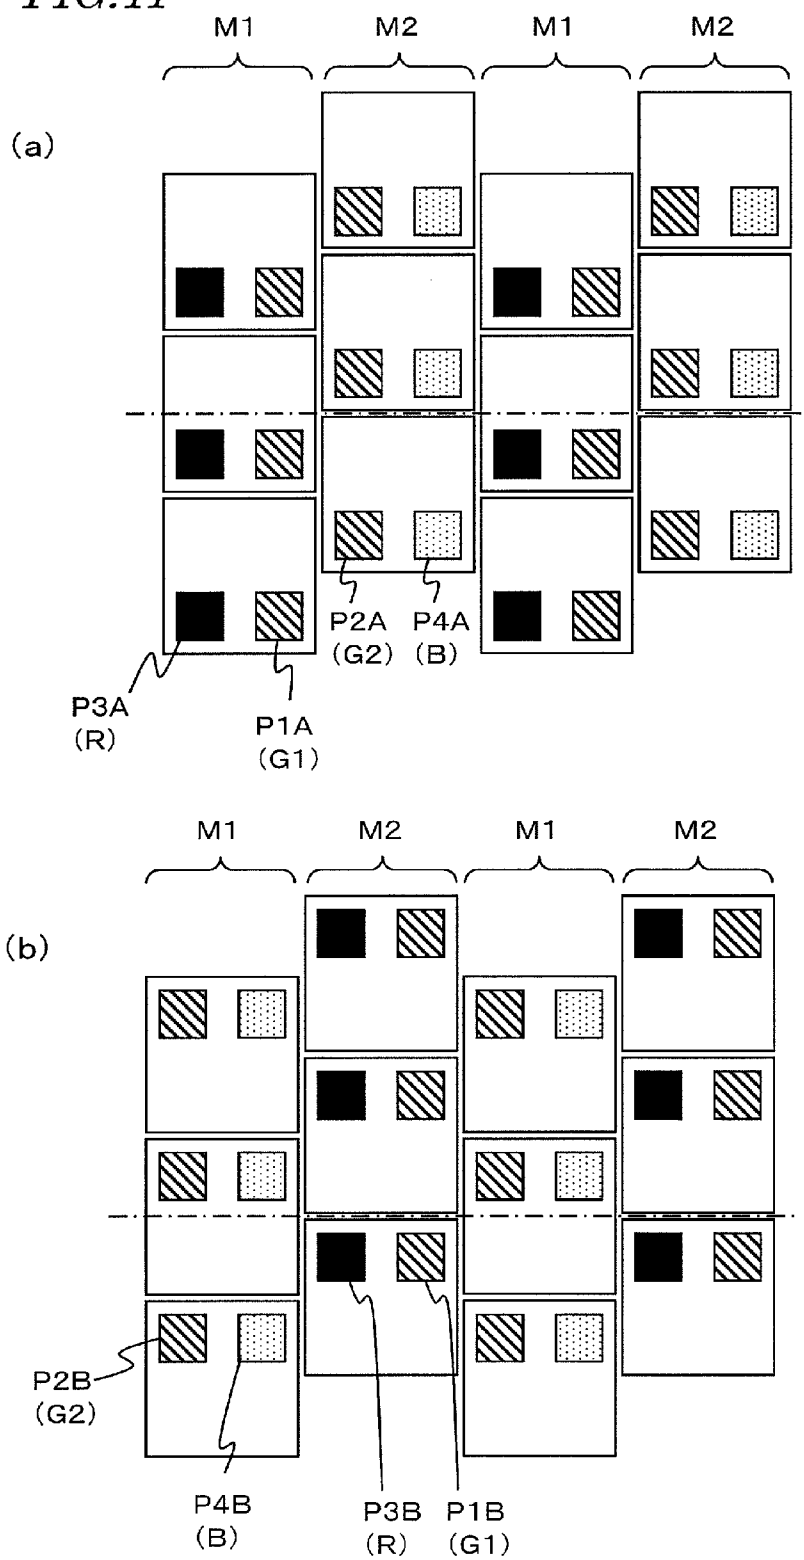 FIG.11
M1 M2 M1 M2
(a)
P2A P4A
(G2) (B)
P3A
(R)
P1A
(G1)
M1 M2 M1 M2
(b)
P2B
(G2)
P4B
(B)
P3B P1B
(R) (G1)